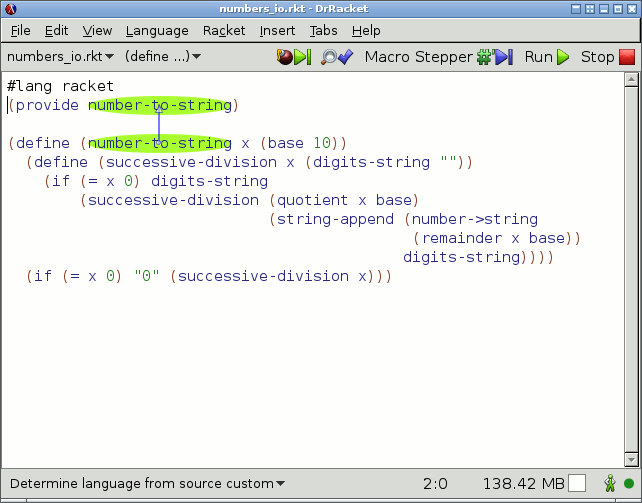 numbers_io.rkt - DrRacket
File Edit View Language Racket Insert Tabs Help
numbers_io.rkt (define ...) Macro Stepper Run Stop
#lang racket
(provide number-to-string)
(define (number-to-string x (base 10))
  (define (successive-division x (digits-string ""))
    (if (= x 0) digits-string
        (successive-division (quotient x base)
                             (string-append (number->string
                                             (remainder x base))
                                            digits-string))))
  (if (= x 0) "0" (successive-division x)))
Determine language from source custom 2:0 138.42 MB